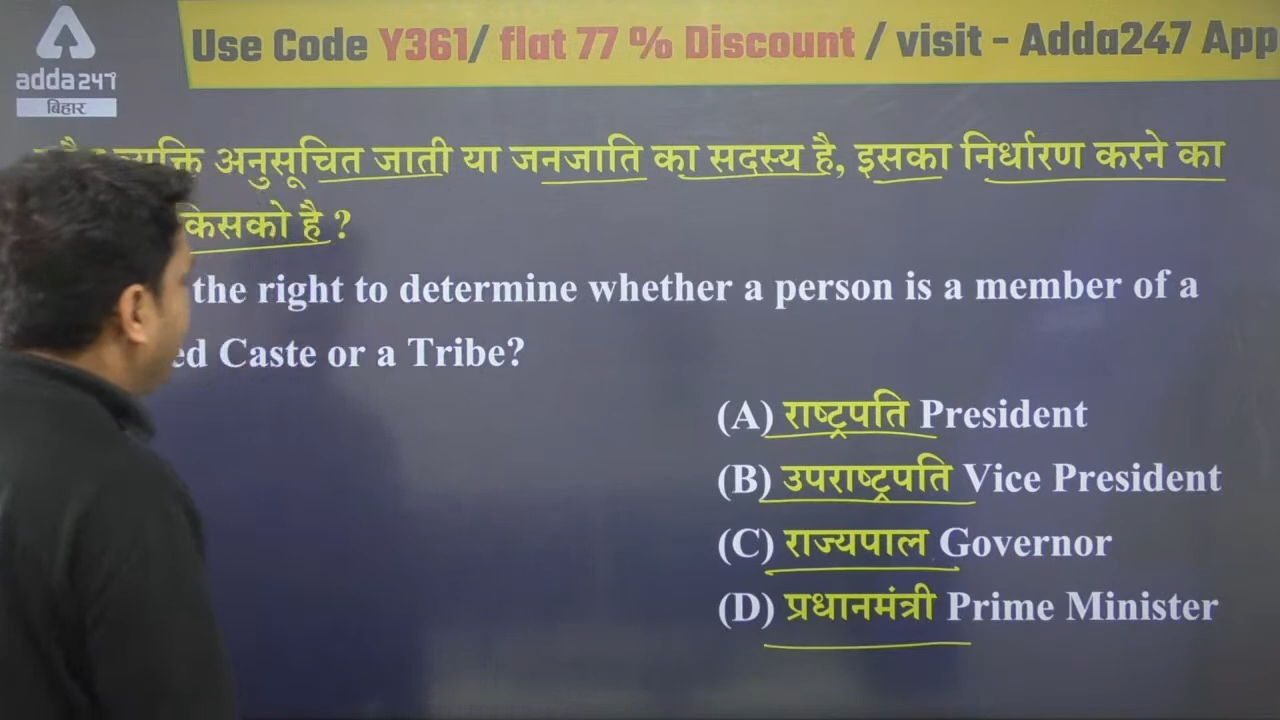 Use Code Y361/ flat 77 % Discount / visit - Adda247 App
adda247
बिहार
व्यक्ति अनुसूचित जाती या जनजाति का सदस्य है, इसका निर्धारण करने का
किसको है ?
the right to determine whether a person is a member of a
Caste or a Tribe?
(A) राष्ट्रपति President
(B) उपराष्ट्रपति Vice President
(C) राज्यपाल Governor
(D) प्रधानमंत्री Prime Minister